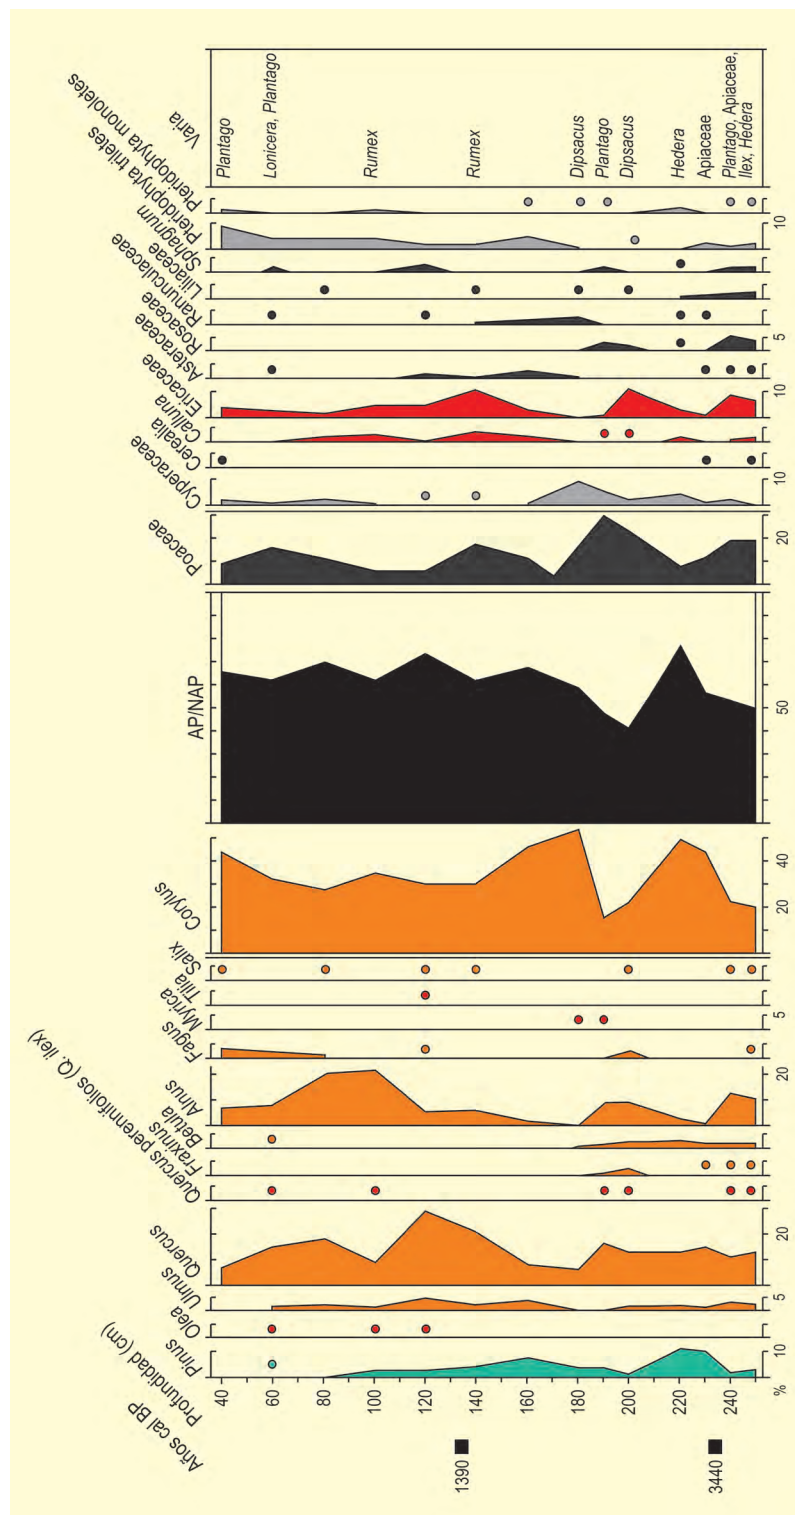 Años cal BP
Profundidad (cm)
Pinus
Olea
Ulmus
Quercus
Quercus perennifolios (Q. ilex)
Fraxinus
Betula
Alnus
Fagus
Myrica
Tilia
Salix
Corylus
AP/NAP
Poaceae
Cyperaceae
Cerealia
Calluna
Ericaceae
Asteraceae
Rosaceae
Ranunculaceae
Liliaceae
Sphagnum
Pteridophyta triletes
Pteridophyta monoletes
Varia
1390
3440
40
60
80
100
120
140
160
180
200
220
240
%
10
5
20
20
5
20
40
50
20
10
10
5
10
Plantago
Lonicera, Plantago
Rumex
Rumex
Dipsacus
Plantago
Dipsacus
Hedera
Apiaceae
Plantago, Apiaceae,
Ilex, Hedera